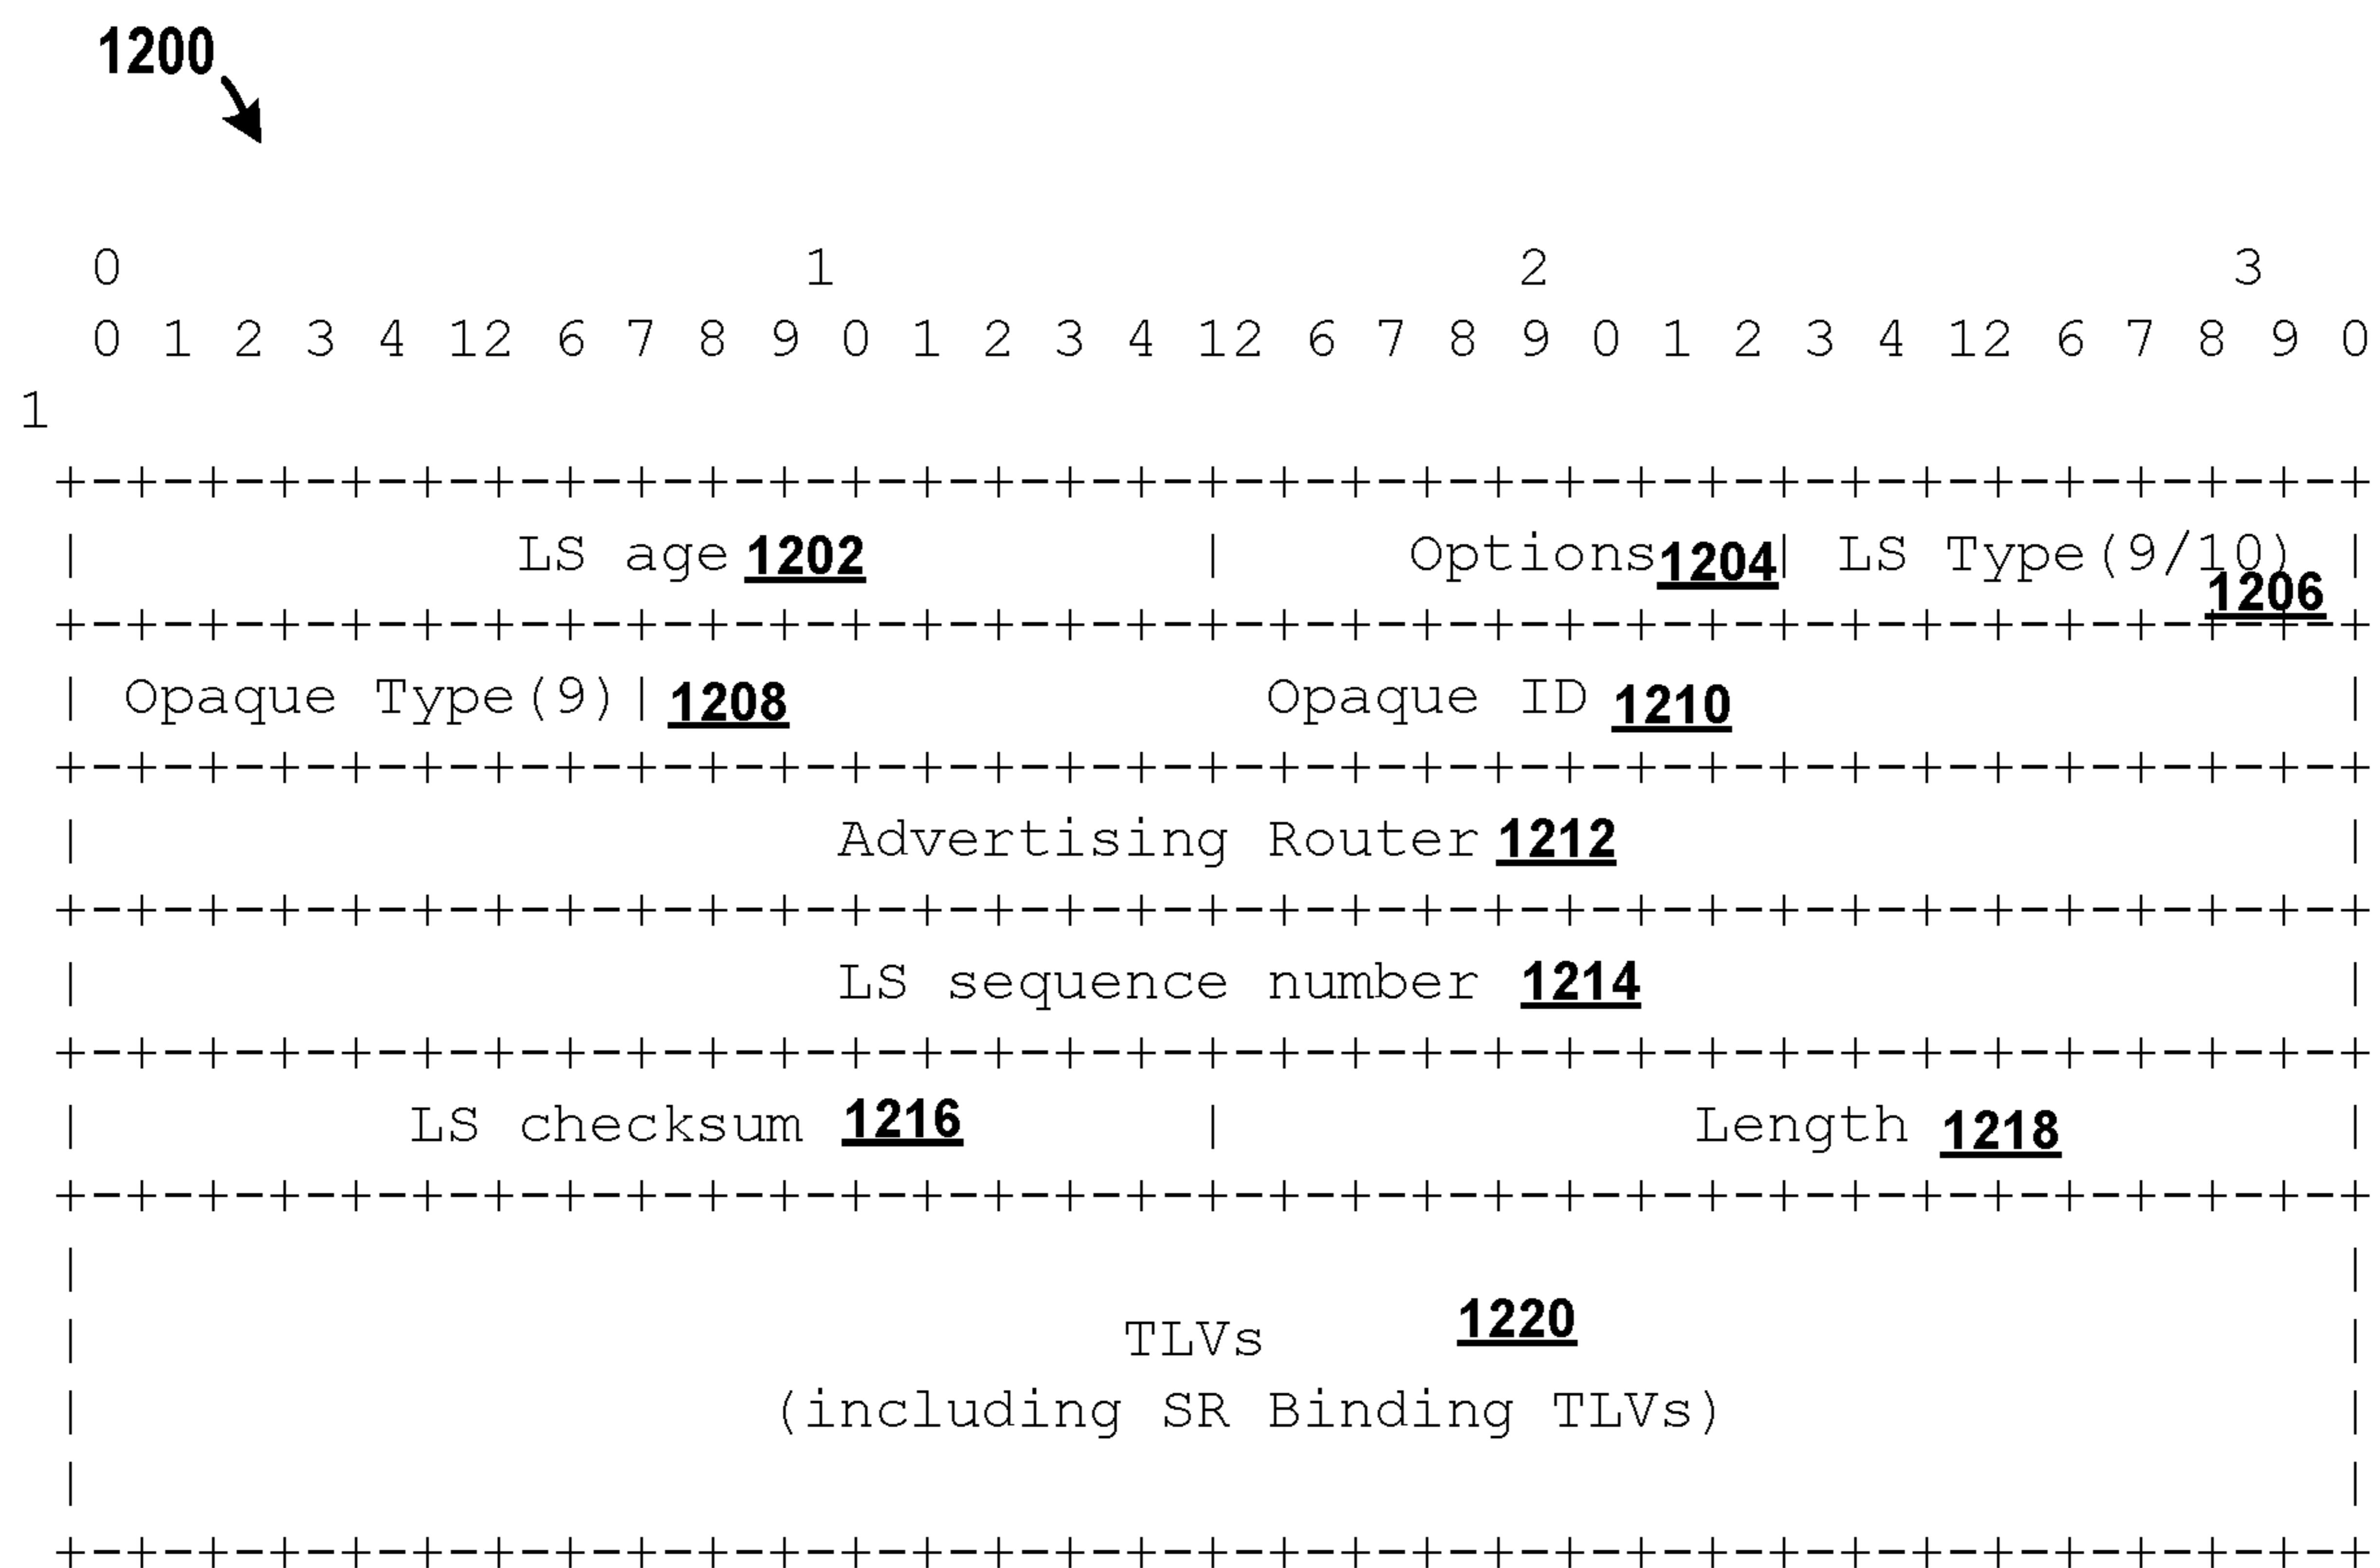 1200
0 1 2 3
0 1 2 3 4 12 6 7 8 9 0 1 2 3 4 12 6 7 8 9 0 1 2 3 4 12 6 7 8 9 0
1
+-+-+-+-+-+-+-+-+-+-+-+-+-+-+-+-+-+-+-+-+-+-+-+-+-+-+-+-+-+-+-+-+
| LS age 1202 | Options 1204 | LS Type(9/10) 1206 |
+-+-+-+-+-+-+-+-+-+-+-+-+-+-+-+-+-+-+-+-+-+-+-+-+-+-+-+-+-+-+-+-+
| Opaque Type(9)| 1208 Opaque ID 1210 |
+-+-+-+-+-+-+-+-+-+-+-+-+-+-+-+-+-+-+-+-+-+-+-+-+-+-+-+-+-+-+-+-+
| Advertising Router 1212 |
+-+-+-+-+-+-+-+-+-+-+-+-+-+-+-+-+-+-+-+-+-+-+-+-+-+-+-+-+-+-+-+-+
| LS sequence number 1214 |
+-+-+-+-+-+-+-+-+-+-+-+-+-+-+-+-+-+-+-+-+-+-+-+-+-+-+-+-+-+-+-+-+
| LS checksum 1216 | Length 1218 |
+-+-+-+-+-+-+-+-+-+-+-+-+-+-+-+-+-+-+-+-+-+-+-+-+-+-+-+-+-+-+-+-+
| |
| TLVs 1220 |
| (including SR Binding TLVs) |
| |
+-+-+-+-+-+-+-+-+-+-+-+-+-+-+-+-+-+-+-+-+-+-+-+-+-+-+-+-+-+-+-+-+